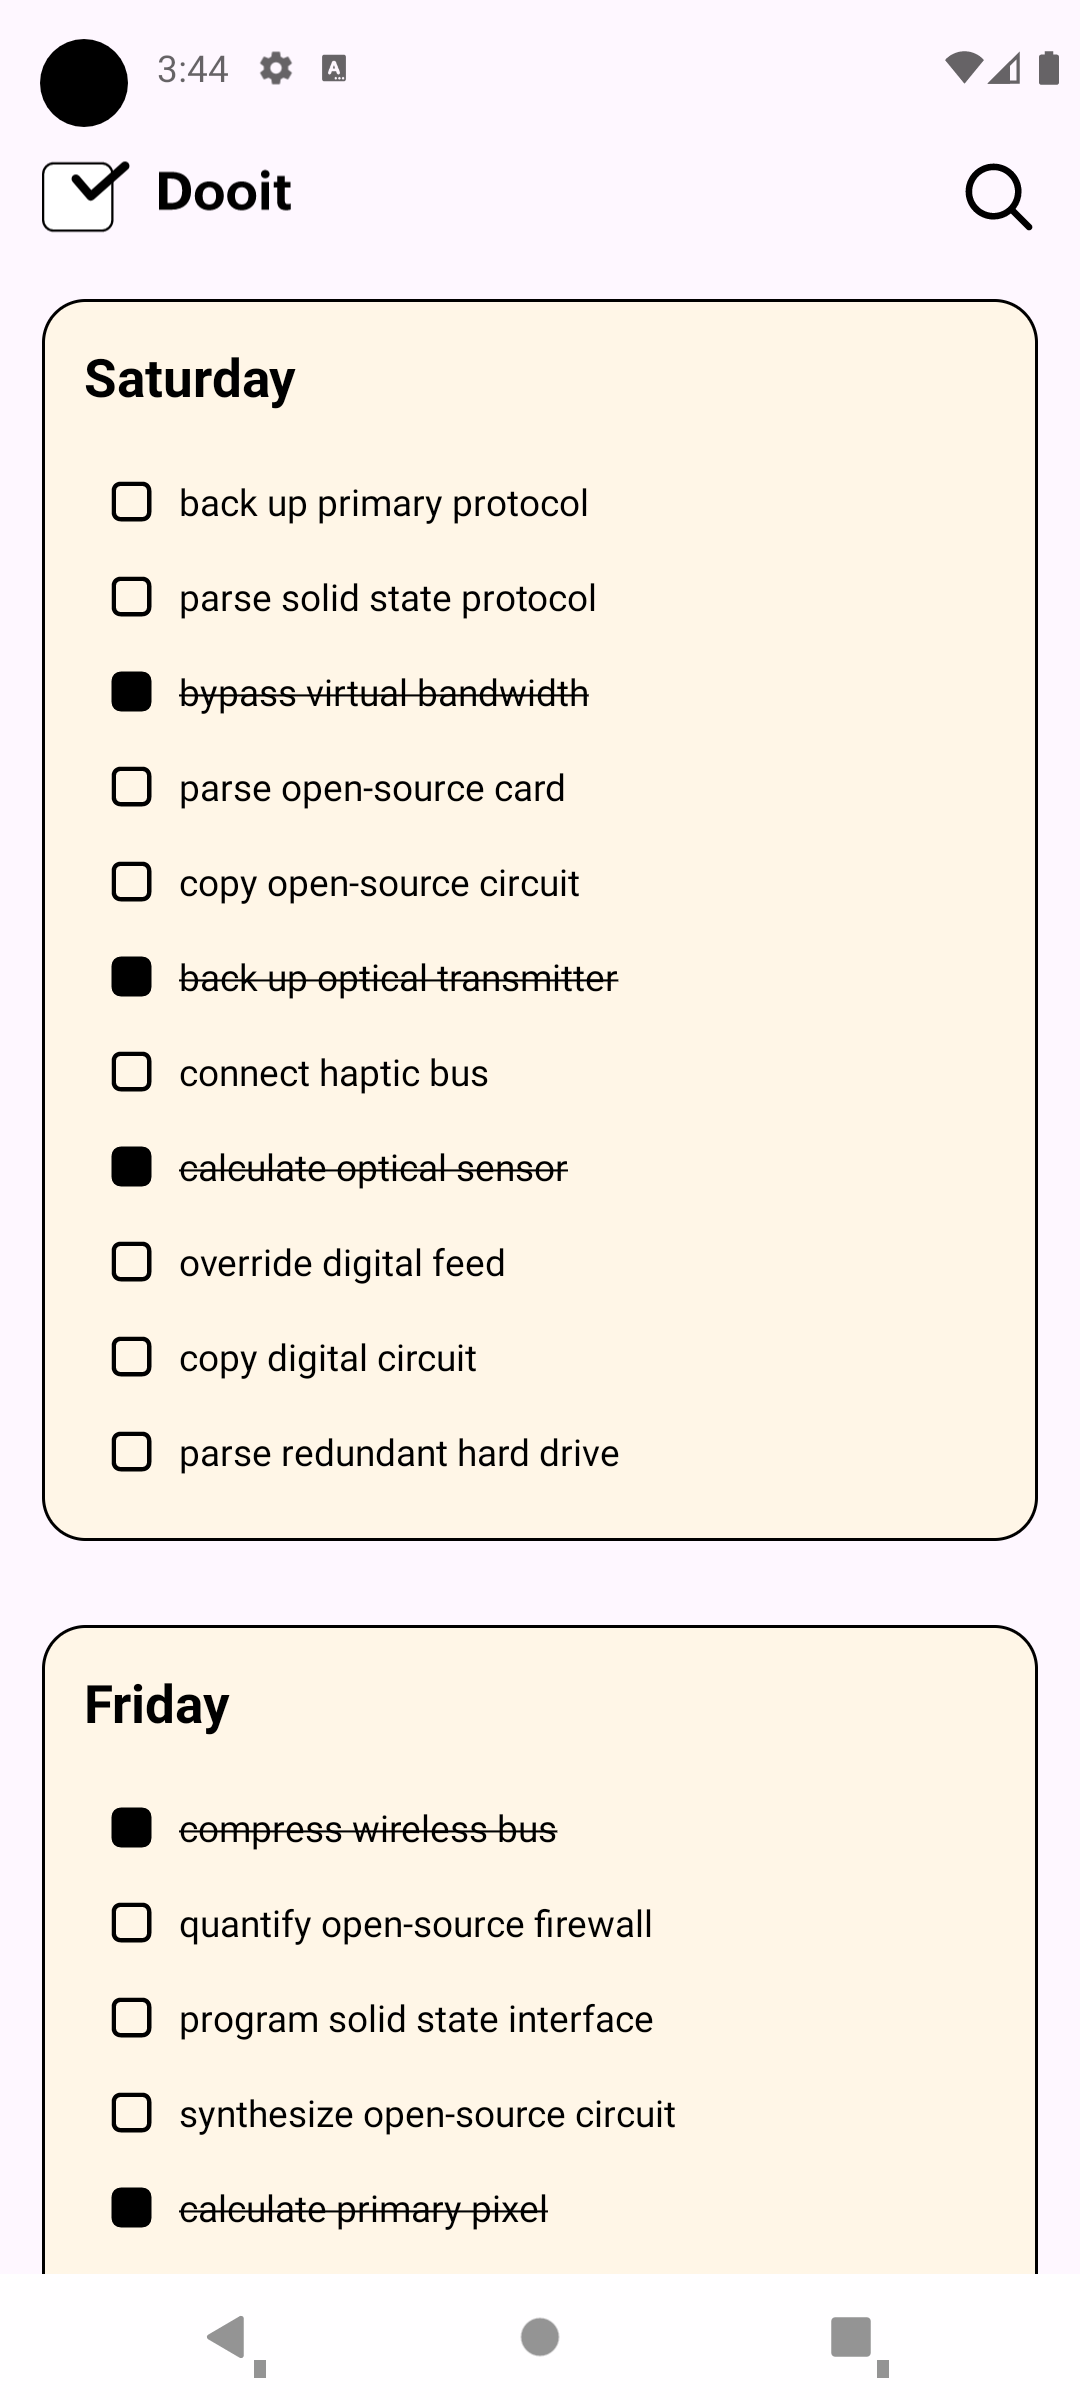 3:44
Dooit
Saturday
back up primary protocol
parse solid state protocol
bypass virtual bandwidth
parse open-source card
copy open-source circuit
back up optical transmitter
connect haptic bus
calculate optical sensor
override digital feed
copy digital circuit
parse redundant hard drive
Friday
compress wireless bus
quantify open-source firewall
program solid state interface
synthesize open-source circuit
calculate primary pixel